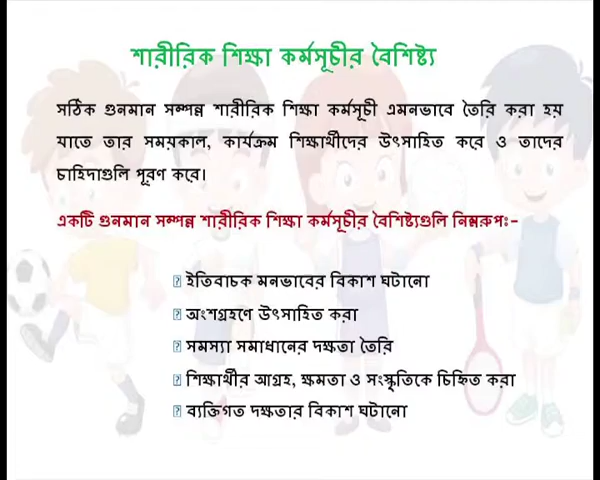 শারীরিক শিক্ষা কর্মসূচীর বৈশিষ্ট্য
সঠিক গুনমান সম্পন্ন শারীরিক শিক্ষা কর্মসূচী এমনভাবে তৈরি করা হয়
যাতে তার সময়কাল, কার্যক্রম শিক্ষার্থীদের উৎসাহিত করে ও তাদের
চাহিদাগুলি পূরণ করে।
একটি গুনমান সম্পন্ন শারীরিক শিক্ষা কর্মসূচীর বৈশিষ্ট্যগুলি নিম্নরুপঃ-
ইতিবাচক মনভাবের বিকাশ ঘটানো
অংশগ্রহণে উৎসাহিত করা
সমস্যা সমাধানের দক্ষতা তৈরি
শিক্ষার্থীর আগ্রহ, ক্ষমতা ও সংস্কৃতিকে চিহ্নিত করা
ব্যক্তিগত দক্ষতার বিকাশ ঘটানো